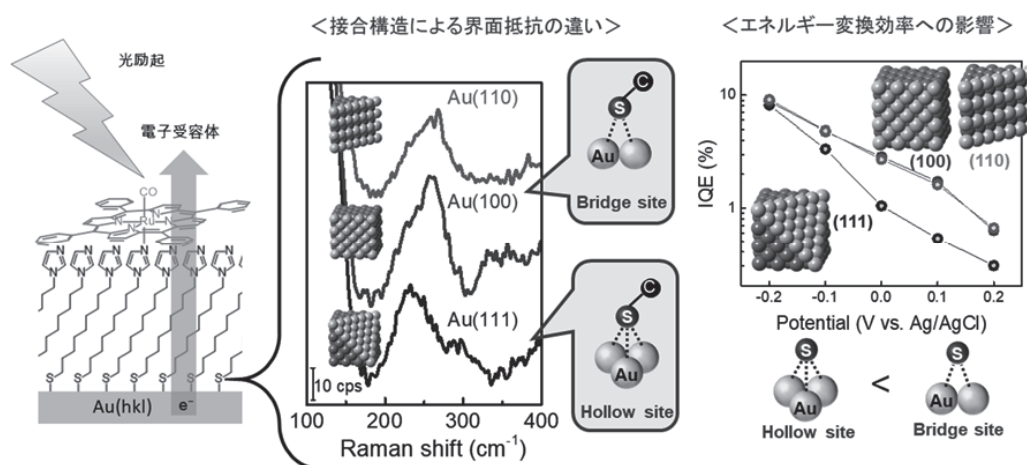 ＜接合構造による界面抵抗の違い＞
＜エネルギー変換効率への影響＞
光励起
電子受容体
CO
Ru
N N N N N N N
N N N N N N N
S S S S S S S
Au(hkl)
e⁻
Au(110)
Au(100)
Au(111)
10 cps
100 200 300 400
Raman shift (cm⁻¹)
C
S
Au
Bridge site
C
S
Au
Hollow site
IQE (%)
10
1
(100)
(110)
(111)
-0.2 -0.1 0.0 0.1 0.2
Potential (V vs. Ag/AgCl)
S
Au
Hollow site
<
S
Au
Bridge site